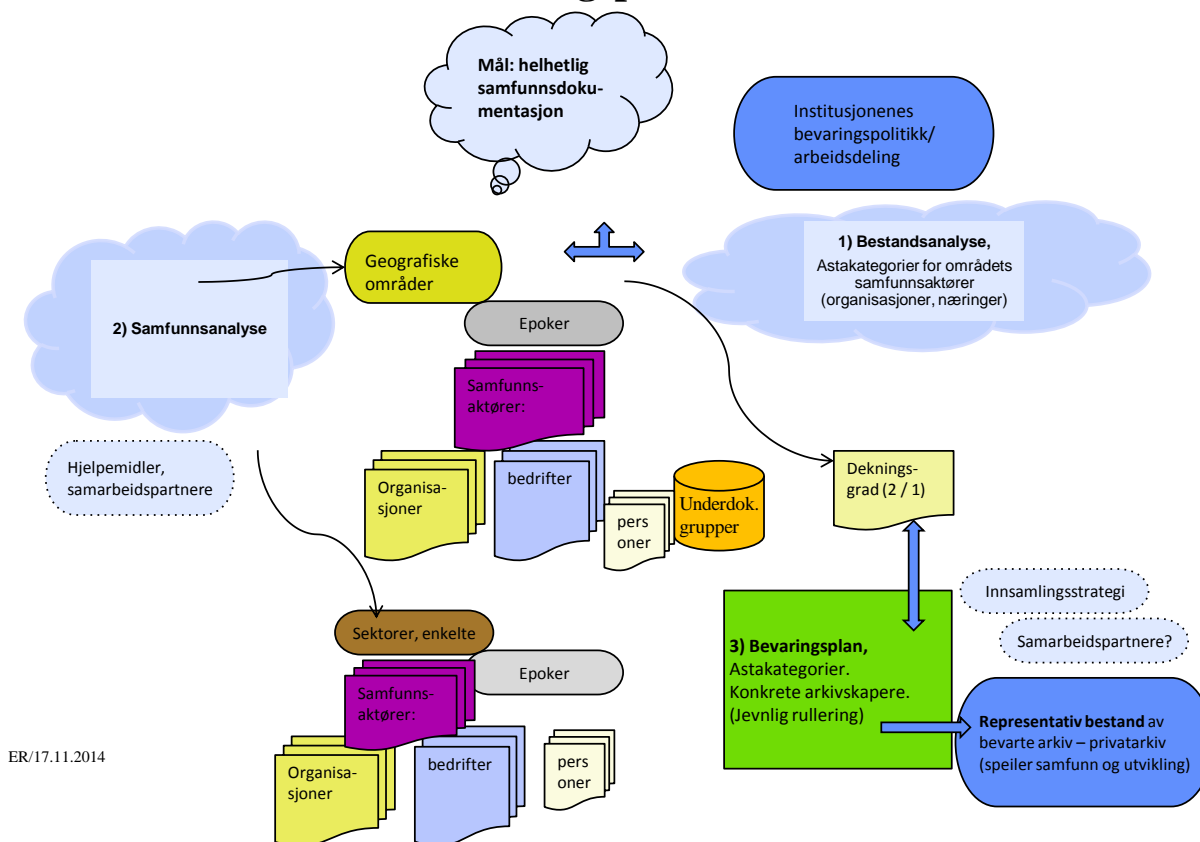 Mål: helhetlig
samfunnsdoku-
mentasjon
Institusjonenes
bevaringspolitikk/
arbeidsdeling
1) Bestandsanalyse,
Astakategorier for områdets
samfunnsaktører
(organisasjoner, næringer)
Geografiske
områder
2) Samfunnsanalyse
Epoker
Samfunns-
aktører:
Hjelpemidler,
samarbeidspartnere
Organisa-
sjoner
bedrifter
pers
oner
Underdok.
grupper
Deknings-
grad (2 / 1)
Innsamlingsstrategi
Samarbeidspartnere?
Sektorer, enkelte
Epoker
Samfunns-
aktører:
Organisa-
sjoner
bedrifter
pers
oner
3) Bevaringsplan,
Astakategorier.
Konkrete arkivskapere.
(Jevnlig rullering)
Representativ bestand av
bevarte arkiv – privatarkiv
(speiler samfunn og utvikling)
ER/17.11.2014